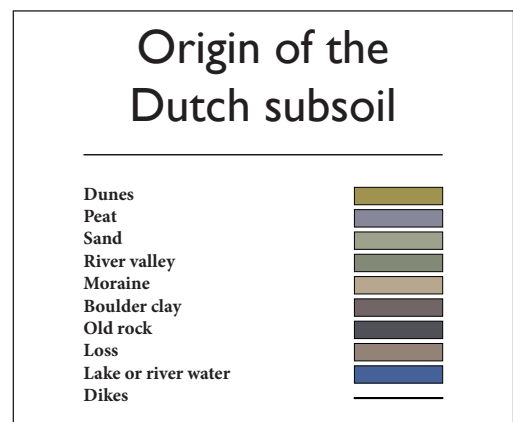 Origin of the
Dutch subsoil
Dunes
Peat
Sand
River valley
Moraine
Boulder clay
Old rock
Loss
Lake or river water
Dikes